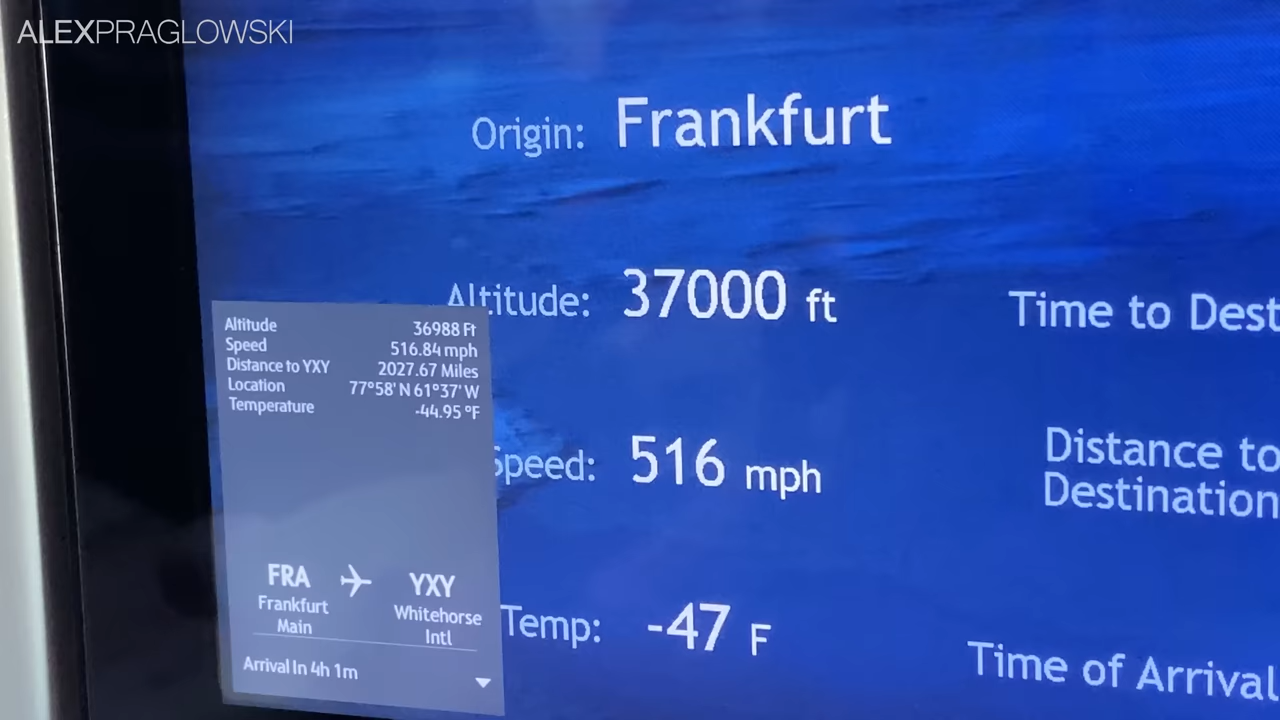 ALEXPRAGLOWSKI
Origin: Frankfurt
Altitude: 37000 ft
Time to Dest
Altitude 36988 Ft
Speed 516.84 mph
Distance to YXY 2027.67 Miles
Location 77°58' N 61°37' W
Temperature -44.95 °F
Speed: 516 mph
Distance to
Destination
FRA YXY
Frankfurt Main
Whitehorse Intl
Arrival In 4h 1m
Temp: -47 F
Time of Arrival